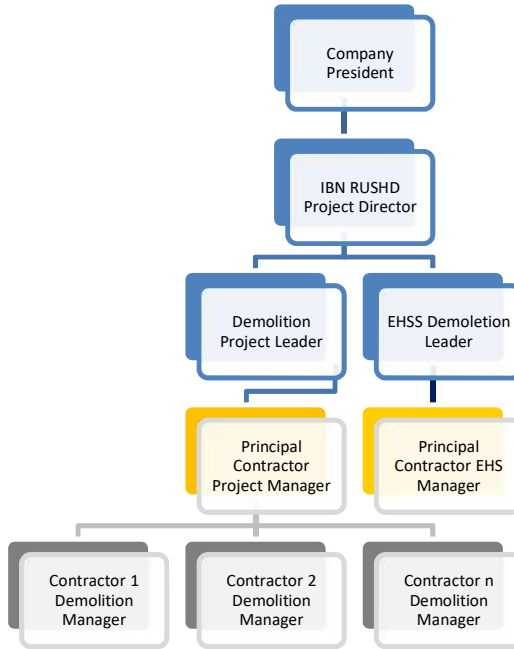 Company
President
IBN RUSHD
Project Director
Demolition
Project Leader
EHSS Demoletion
Leader
Principal
Contractor
Project Manager
Principal
Contractor EHS
Manager
Contractor 1
Demolition
Manager
Contractor 2
Demolition
Manager
Contractor n
Demolition
Manager